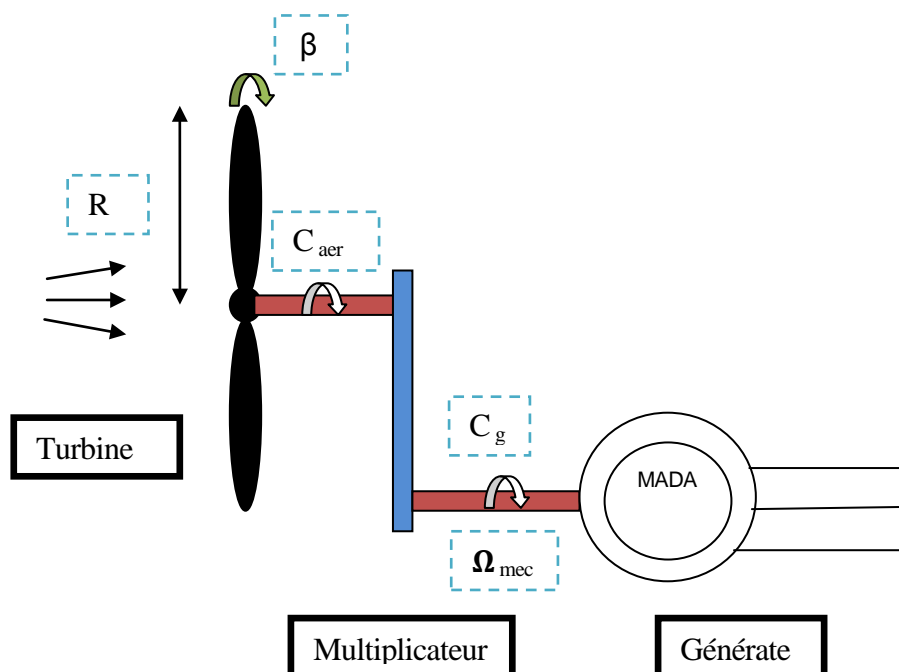 β
R
C aer
Turbine
C g
MADA
Ω mec
Multiplicateur
Générate